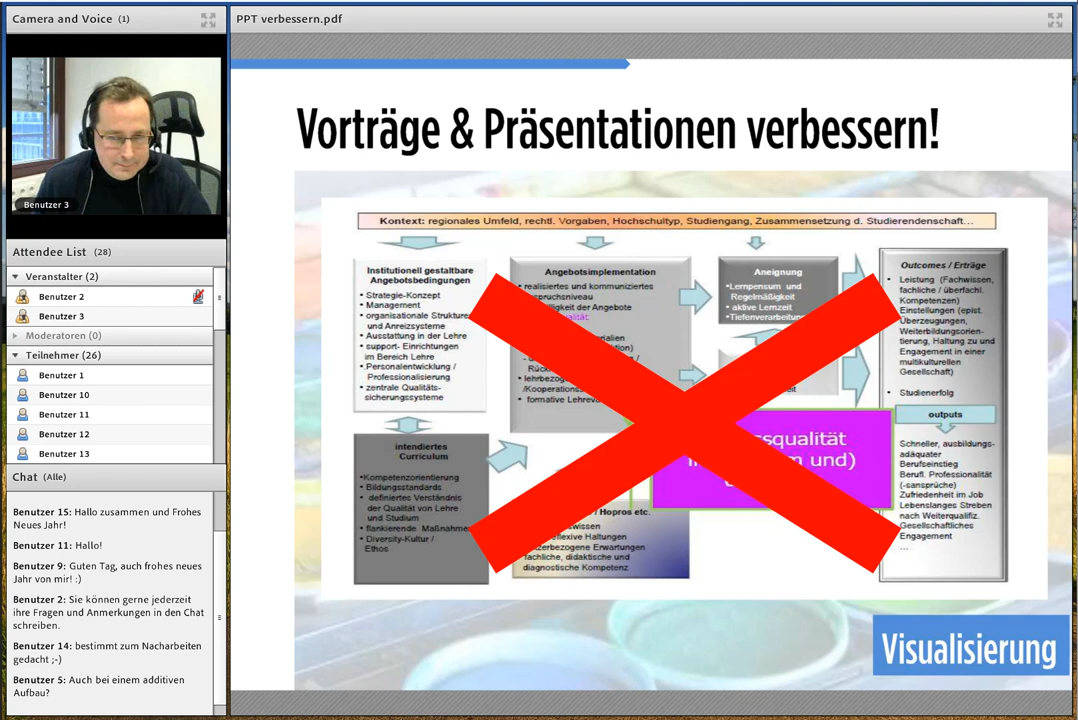 Camera and Voice (1)
Benutzer 3
Attendee List (28)
Veranstalter (2)
Benutzer 2
Benutzer 3
Moderatoren (0)
Teilnehmer (26)
Benutzer 1
Benutzer 10
Benutzer 11
Benutzer 12
Benutzer 13
Chat (Alle)
Benutzer 15: Hallo zusammen und Frohes
Neues Jahr!
Benutzer 11: Hallo!
Benutzer 9: Guten Tag, auch frohes neues
Jahr von mir! :)
Benutzer 2: Sie können gerne jederzeit
ihre Fragen und Anmerkungen in den Chat
schreiben.
Benutzer 14: bestimmt zum Nacharbeiten
gedacht ;-)
Benutzer 5: Auch bei einem additiven
Aufbau?
PPT verbessern.pdf
Vorträge & Präsentationen verbessern!
Kontext: regionales Umfeld, rechtl. Vorgaben, Hochschultyp, Studiengang, Zusammensetzung d. Studierendenschaft...
Institutionell gestaltbare
Angebotsbedingungen
• Strategie-Konzept
• Management
• organisationale Strukturen
und Anreizsysteme
• Ausstattung in der Lehre
• support- Einrichtungen
im Bereich Lehre
• Personalentwicklung /
Professionalisierung
• zentrale Qualitäts-
sicherungssysteme
intendiertes
Curriculum
•Kompetenzorientierung
• Bildungsstandards
• definiertes Verständnis
der Qualität von Lehre
und Studium
• flankierende Maßnahmen
• Diversity-Kultur /
Ethos
Angebotsimplementation
• realisiertes und kommuniziertes
der Angebote
/Kooperations
• formative
/ Hopros etc.
Haltungen
Erwartungen
fachliche, didaktische und
diagnostische Kompetenz
Aneignung
•Lernpensum und
Regelmäßigkeit
• aktive Lernzeit
•Tiefenverarbeitung
und)
Outcomes / Erträge
• Leistung (Fachwissen,
fachliche / überfachl.
Kompetenzen)
Einstellungen (epist.
Überzeugungen,
Weiterbildungsorien-
tierung, Haltung zu und
Engagement in einer
multikulturellen
Gesellschaft)
• Studienerfolg
outputs
Schneller, ausbildungs-
adäquater
Berufseinstieg
Berufl. Professionalität
(-ansprüche)
Zufriedenheit im Job
Lebenslanges Streben
nach Weiterqualifiz.
Gesellschaftliches
Engagement
...
Visualisierung